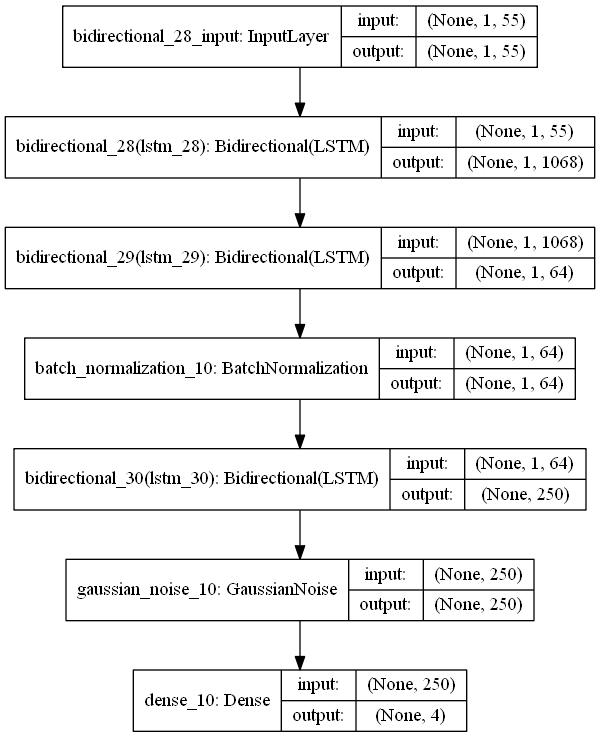 bidirectional_28_input: InputLayer
input: (None, 1, 55)
output: (None, 1, 55)
bidirectional_28(lstm_28): Bidirectional(LSTM)
input: (None, 1, 55)
output: (None, 1, 1068)
bidirectional_29(lstm_29): Bidirectional(LSTM)
input: (None, 1, 1068)
output: (None, 1, 64)
batch_normalization_10: BatchNormalization
input: (None, 1, 64)
output: (None, 1, 64)
bidirectional_30(lstm_30): Bidirectional(LSTM)
input: (None, 1, 64)
output: (None, 250)
gaussian_noise_10: GaussianNoise
input: (None, 250)
output: (None, 250)
dense_10: Dense
input: (None, 250)
output: (None, 4)